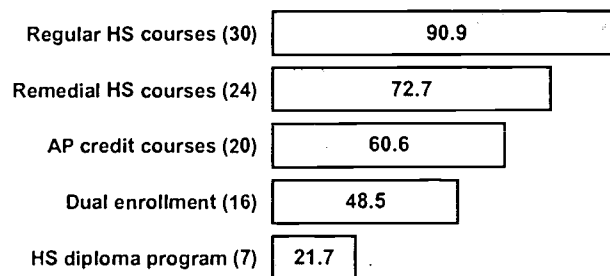 Regular HS courses (30) 90.9
Remedial HS courses (24) 72.7
AP credit courses (20) 60.6
Dual enrollment (16) 48.5
HS diploma program (7) 21.7